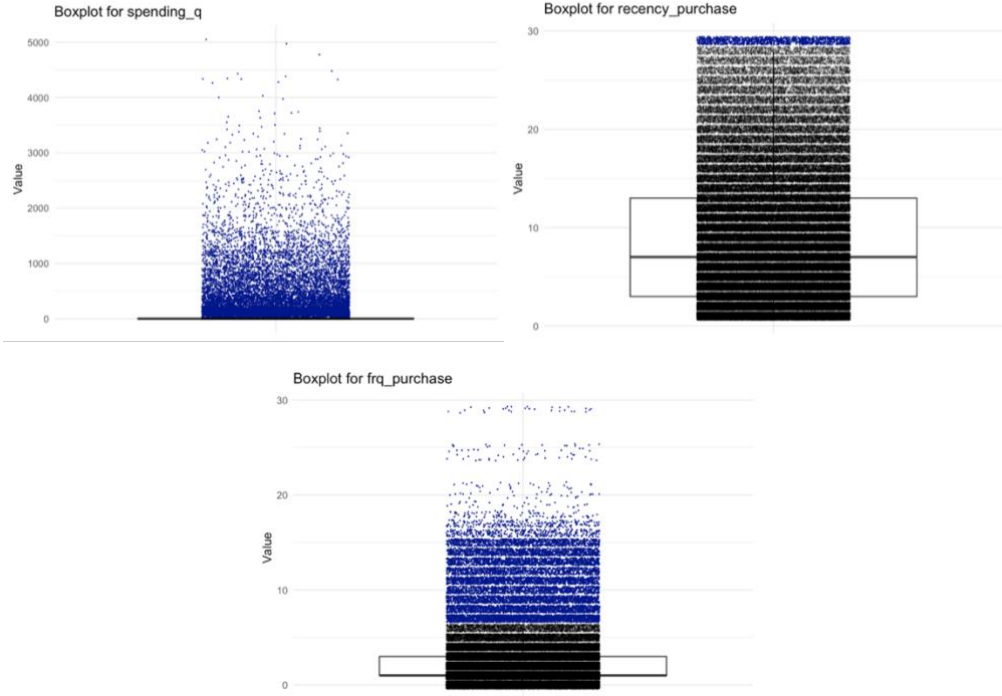 Boxplot for spending_q
5000
4000
3000
2000
1000
0
Value
Boxplot for recency_purchase
30
20
10
0
Value
Boxplot for frq_purchase
30
20
10
0
Value